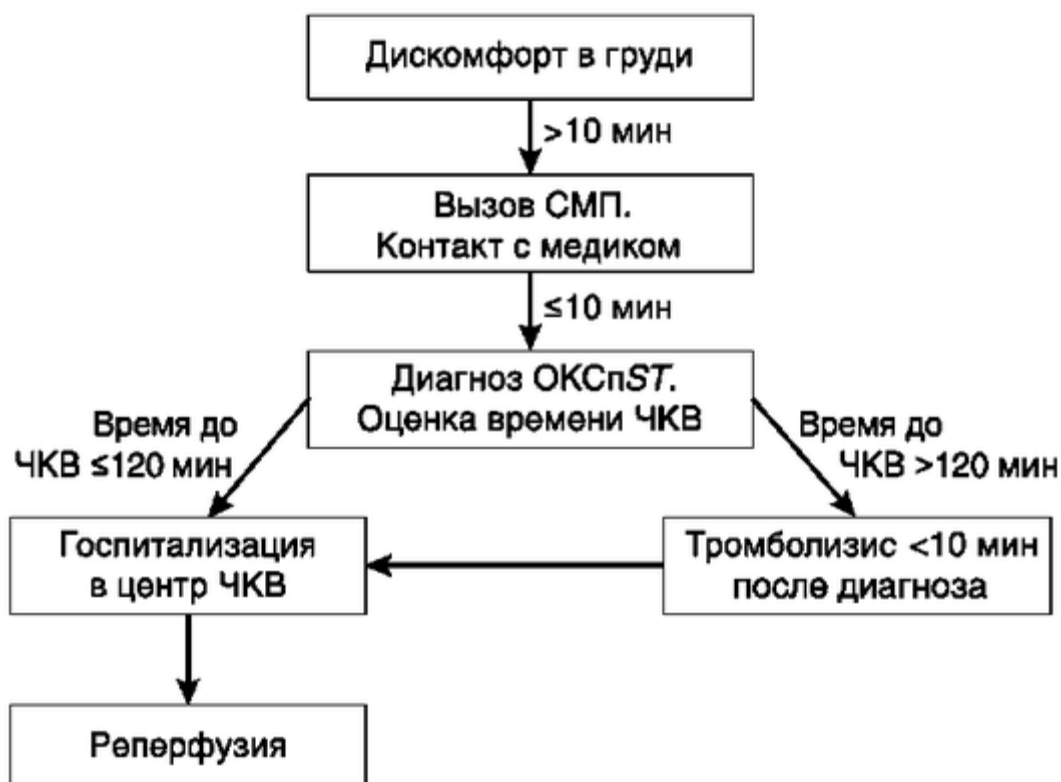 Дискомфорт в груди
>10 мин
Вызов СМП.
Контакт с медиком
≤10 мин
Диагноз ОКСпST.
Оценка времени ЧКВ
Время до
ЧКВ ≤120 мин
Время до
ЧКВ >120 мин
Госпитализация
в центр ЧКВ
Тромболизис <10 мин
после диагноза
Реперфузия